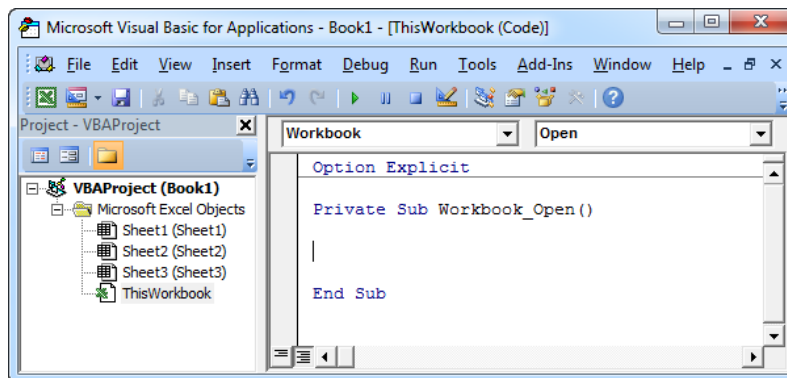 Microsoft Visual Basic for Applications - Book1 - [ThisWorkbook (Code)]
File Edit View Insert Format Debug Run Tools Add-Ins Window Help
Project - VBAProject
VBAProject (Book1)
Microsoft Excel Objects
Sheet1 (Sheet1)
Sheet2 (Sheet2)
Sheet3 (Sheet3)
ThisWorkbook
Workbook Open
Option Explicit
Private Sub Workbook_Open()
End Sub